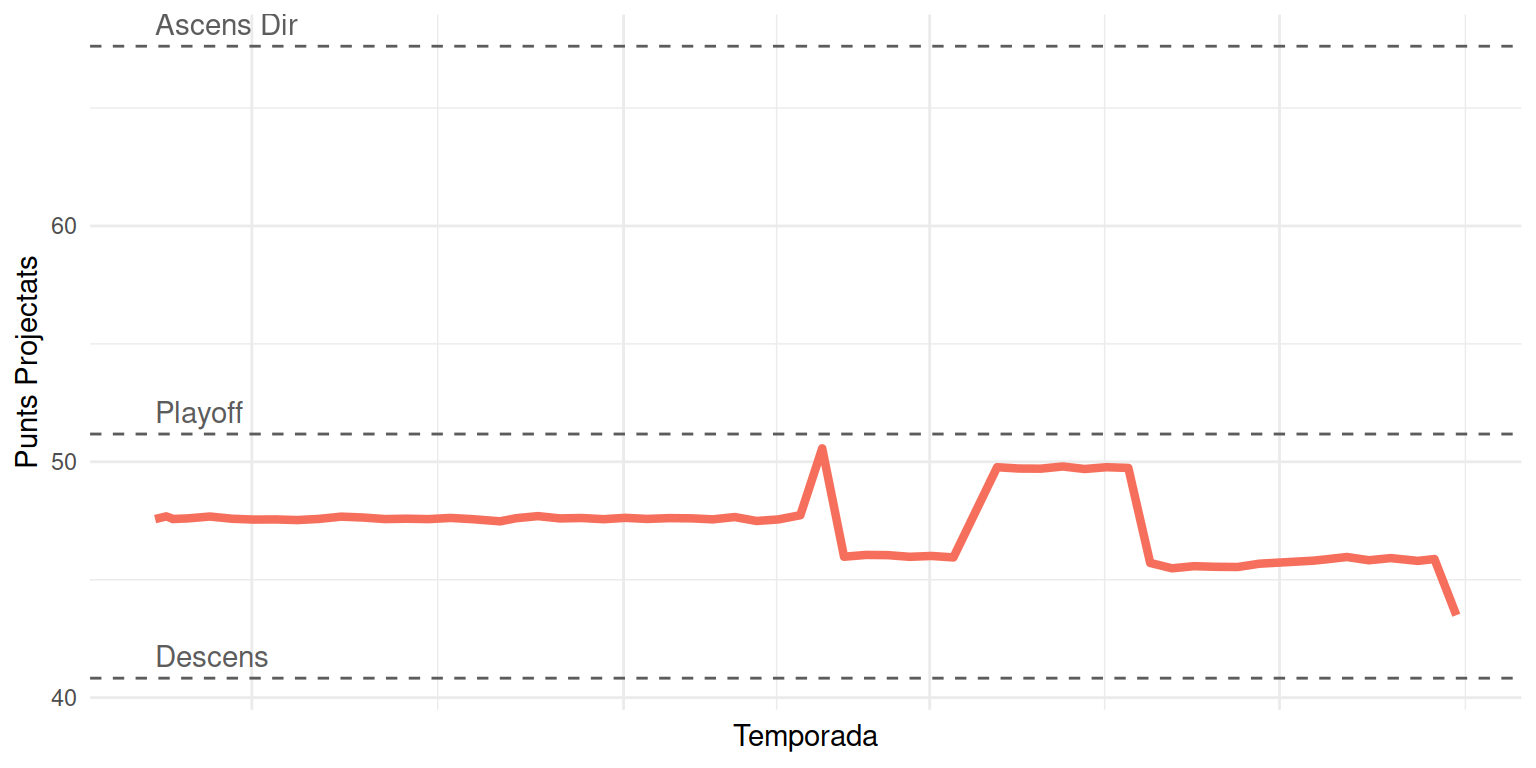 Ascens Dir
60
Punts Projectats
Playoff
50
Descens
40
Temporada